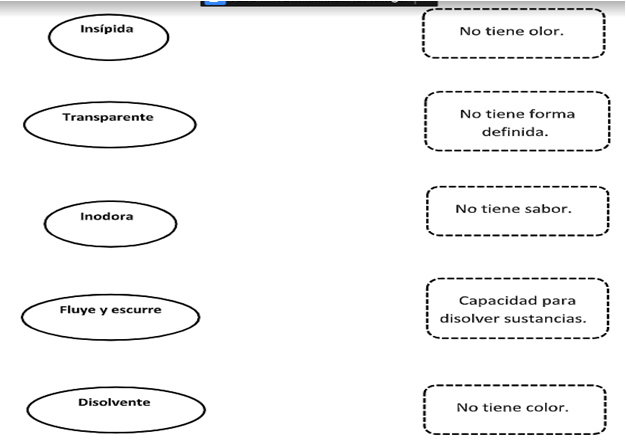 Insípida
No tiene olor.
Transparente
No tiene forma
definida.
Inodora
No tiene sabor.
Fluye y escurre
Capacidad para
disolver sustancias.
Disolvente
No tiene color.